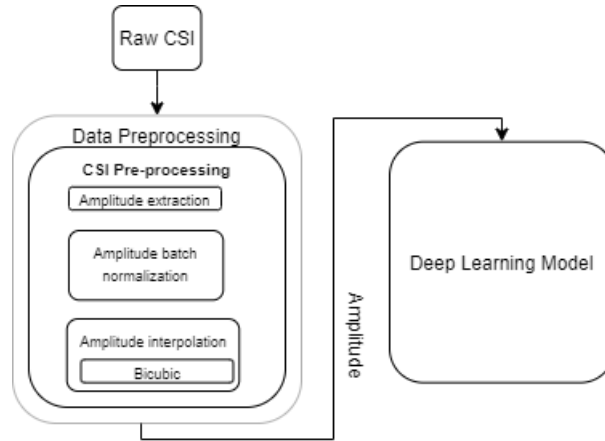 Raw CSI
Data Preprocessing
CSI Pre-processing
Amplitude extraction
Amplitude batch
normalization
Amplitude interpolation
Bicubic
Amplitude
Deep Learning Model